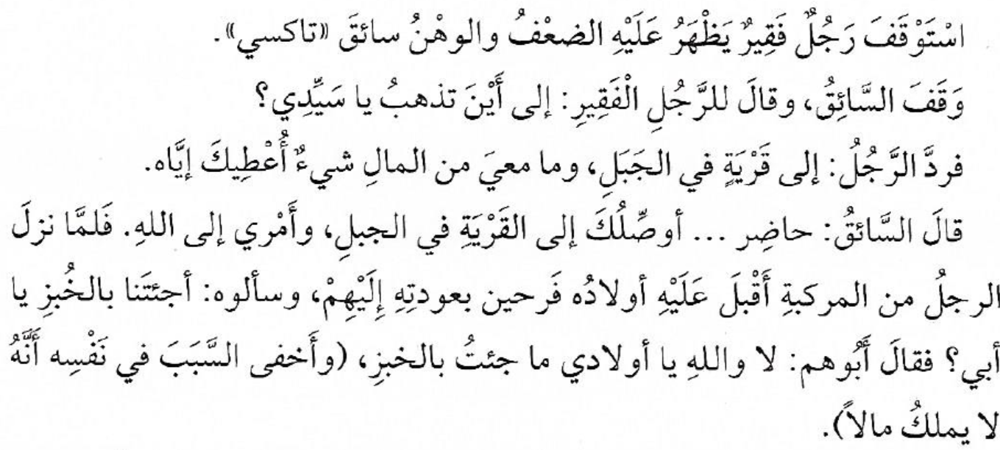 اسْتَوْقَفَ رَجُلٌ فَقِيرٌ يَظْهَرُ عَلَيْهِ الضعْفُ والوهْنُ سائقَ «تاكسي».
وَقَفَ السَّائِقُ، وقالَ للرَّجُلِ الْفَقِيرِ: إلى أَيْنَ تذهبُ يا سَيِّدِي؟
فردَّ الرَّجُلُ: إلى قَرْيَةٍ في الجَبَلِ، وما معيَ من المالِ شيءٌ أُعْطِيكَ إيَّاه.
قالَ السَّائقُ: حاضِر ... أوصِّلُكَ إلى القَرْيَةِ في الجبلِ، وأَمْري إلى اللهِ. فَلمَّا نزلَ
الرجلُ من المركبةِ أَقْبلَ عَلَيْهِ أولادُه فَرحين بعودتِهِ إِلَيْهِمْ، وسألوه: أجئتَنا بالخُبزِ يا
أبي؟ فقالَ أَبُوهم: لا واللهِ يا أولادي ما جئتُ بالخبزِ، (وأَخفى السَّبَبَ في نَفْسِه أَنَّهُ
لا يملكُ مالاً).